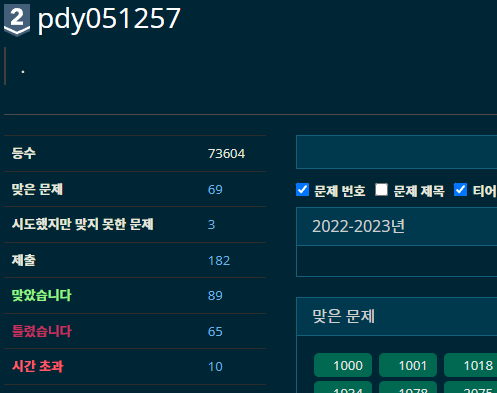 2 pdy051257
.
등수 73604
맞은 문제 69
시도했지만 맞지 못한 문제 3
제출 182
맞았습니다 89
틀렸습니다 65
시간 초과 10
문제 번호 문제 제목 티어
2022-2023년
맞은 문제
1000 1001 1018
1934 1978 2075